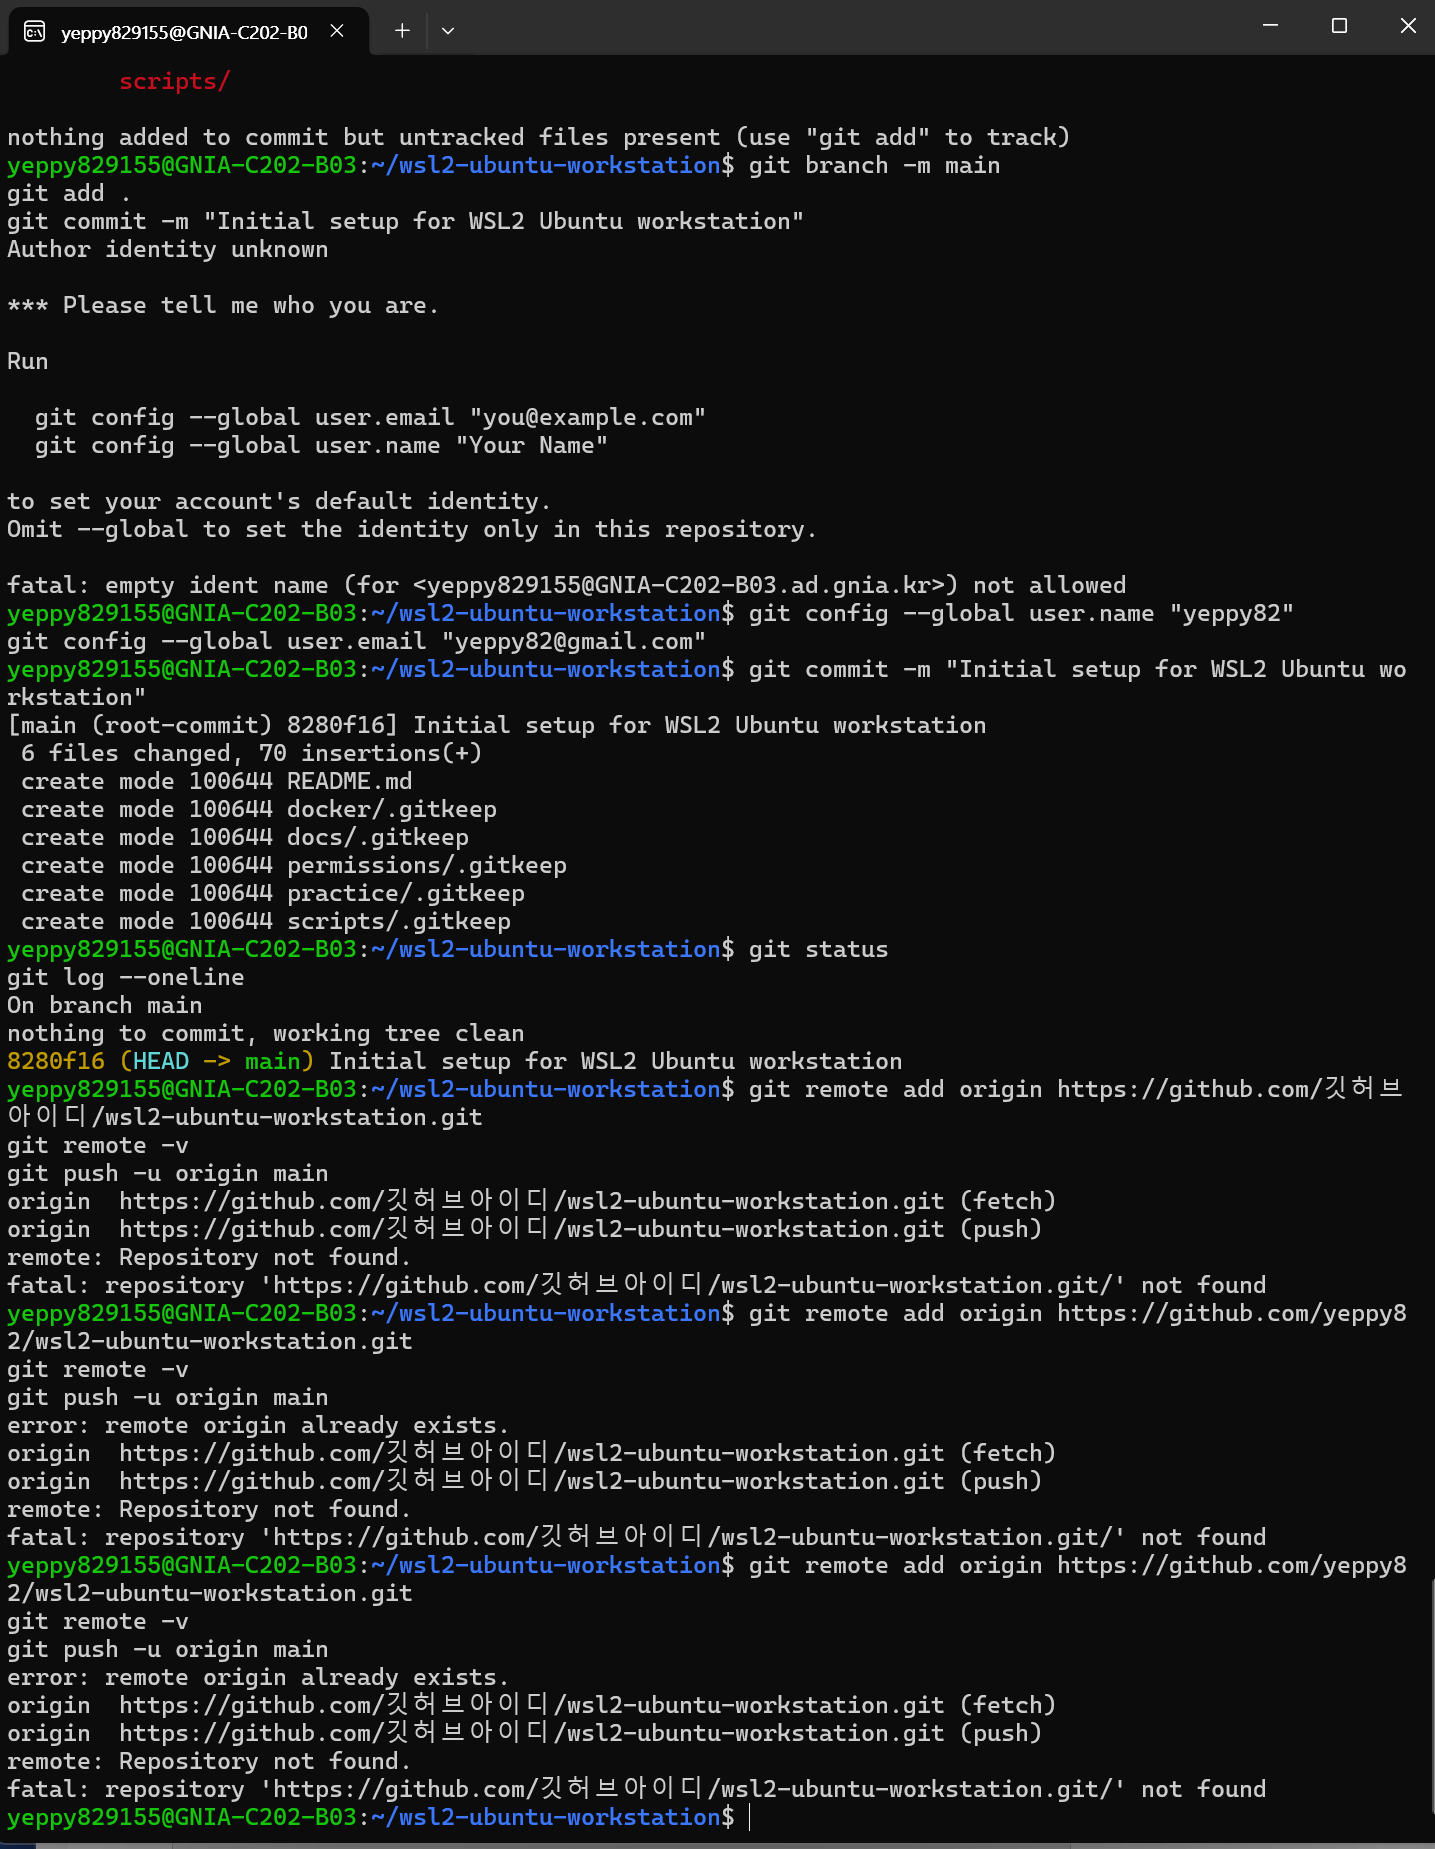 yeppy829155@GNIA-C202-B0
scripts/
nothing added to commit but untracked files present (use "git add" to track)
yeppy829155@GNIA-C202-B03:~/wsl2-ubuntu-workstation$ git branch -m main
git add .
git commit -m "Initial setup for WSL2 Ubuntu workstation"
Author identity unknown
*** Please tell me who you are.
Run
git config --global user.email "you@example.com"
git config --global user.name "Your Name"
to set your account's default identity.
Omit --global to set the identity only in this repository.
fatal: empty ident name (for <yeppy829155@GNIA-C202-B03.ad.gnia.kr>) not allowed
yeppy829155@GNIA-C202-B03:~/wsl2-ubuntu-workstation$ git config --global user.name "yeppy82"
git config --global user.email "yeppy82@gmail.com"
yeppy829155@GNIA-C202-B03:~/wsl2-ubuntu-workstation$ git commit -m "Initial setup for WSL2 Ubuntu wo
rkstation"
[main (root-commit) 8280f16] Initial setup for WSL2 Ubuntu workstation
6 files changed, 70 insertions(+)
create mode 100644 README.md
create mode 100644 docker/.gitkeep
create mode 100644 docs/.gitkeep
create mode 100644 permissions/.gitkeep
create mode 100644 practice/.gitkeep
create mode 100644 scripts/.gitkeep
yeppy829155@GNIA-C202-B03:~/wsl2-ubuntu-workstation$ git status
git log --oneline
On branch main
nothing to commit, working tree clean
8280f16 (HEAD -> main) Initial setup for WSL2 Ubuntu workstation
yeppy829155@GNIA-C202-B03:~/wsl2-ubuntu-workstation$ git remote add origin https://github.com/깃허브
아이디/wsl2-ubuntu-workstation.git
git remote -v
git push -u origin main
origin  https://github.com/깃허브아이디/wsl2-ubuntu-workstation.git (fetch)
origin  https://github.com/깃허브아이디/wsl2-ubuntu-workstation.git (push)
remote: Repository not found.
fatal: repository 'https://github.com/깃허브아이디/wsl2-ubuntu-workstation.git/' not found
yeppy829155@GNIA-C202-B03:~/wsl2-ubuntu-workstation$ git remote add origin https://github.com/yeppy8
2/wsl2-ubuntu-workstation.git
git remote -v
git push -u origin main
error: remote origin already exists.
origin  https://github.com/깃허브아이디/wsl2-ubuntu-workstation.git (fetch)
origin  https://github.com/깃허브아이디/wsl2-ubuntu-workstation.git (push)
remote: Repository not found.
fatal: repository 'https://github.com/깃허브아이디/wsl2-ubuntu-workstation.git/' not found
yeppy829155@GNIA-C202-B03:~/wsl2-ubuntu-workstation$ git remote add origin https://github.com/yeppy8
2/wsl2-ubuntu-workstation.git
git remote -v
git push -u origin main
error: remote origin already exists.
origin  https://github.com/깃허브아이디/wsl2-ubuntu-workstation.git (fetch)
origin  https://github.com/깃허브아이디/wsl2-ubuntu-workstation.git (push)
remote: Repository not found.
fatal: repository 'https://github.com/깃허브아이디/wsl2-ubuntu-workstation.git/' not found
yeppy829155@GNIA-C202-B03:~/wsl2-ubuntu-workstation$